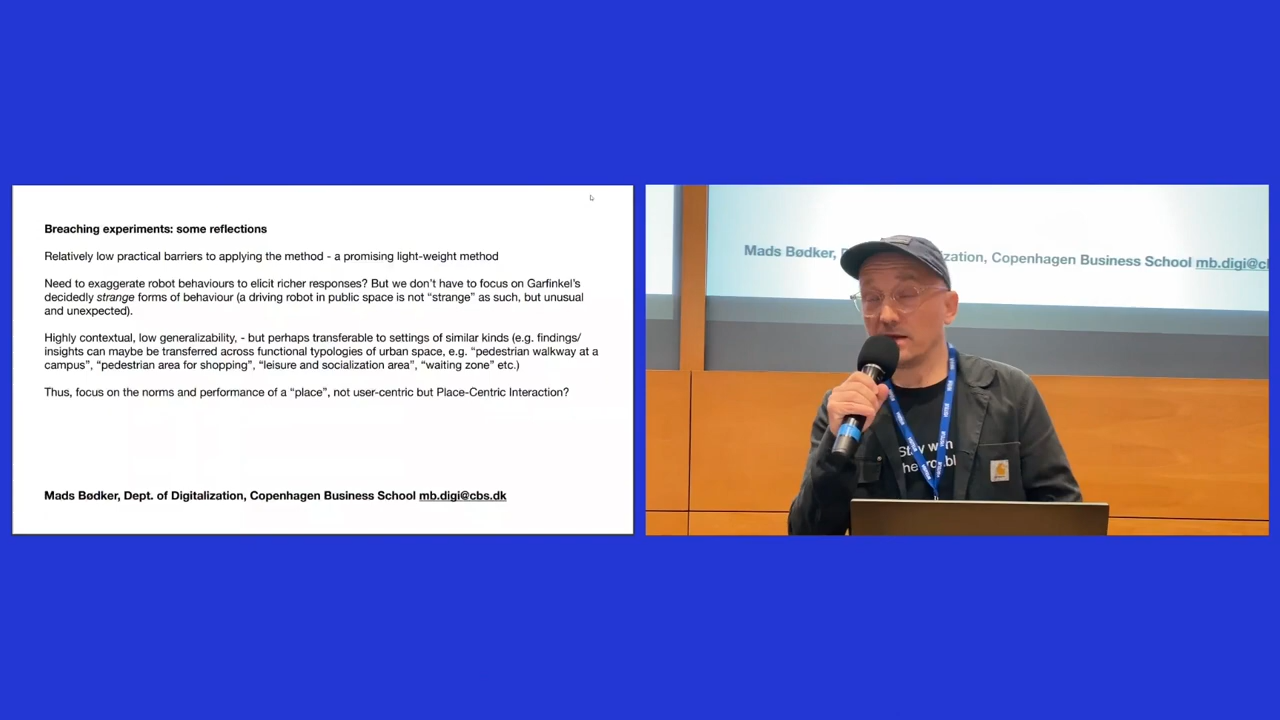 Breaching experiments: some reflections
Relatively low practical barriers to applying the method - a promising light-weight method
Need to exaggerate robot behaviours to elicit richer responses? But we don't have to focus on Garfinkel's
decidedly strange forms of behaviour (a driving robot in public space is not “strange” as such, but unusual
and unexpected).
Highly contextual, low generalizability, - but perhaps transferable to settings of similar kinds (e.g. findings/
insights can maybe be transferred across functional typologies of urban space, e.g. “pedestrian walkway at a
campus”, “pedestrian area for shopping”, “leisure and socialization area”, “waiting zone” etc.)
Thus, focus on the norms and performance of a “place”, not user-centric but Place-Centric Interaction?
Mads Bødker, Dept. of Digitalization, Copenhagen Business School mb.digi@cbs.dk
Mads Bødker, D zation, Copenhagen Business School mb.digi@c
Stay with
the